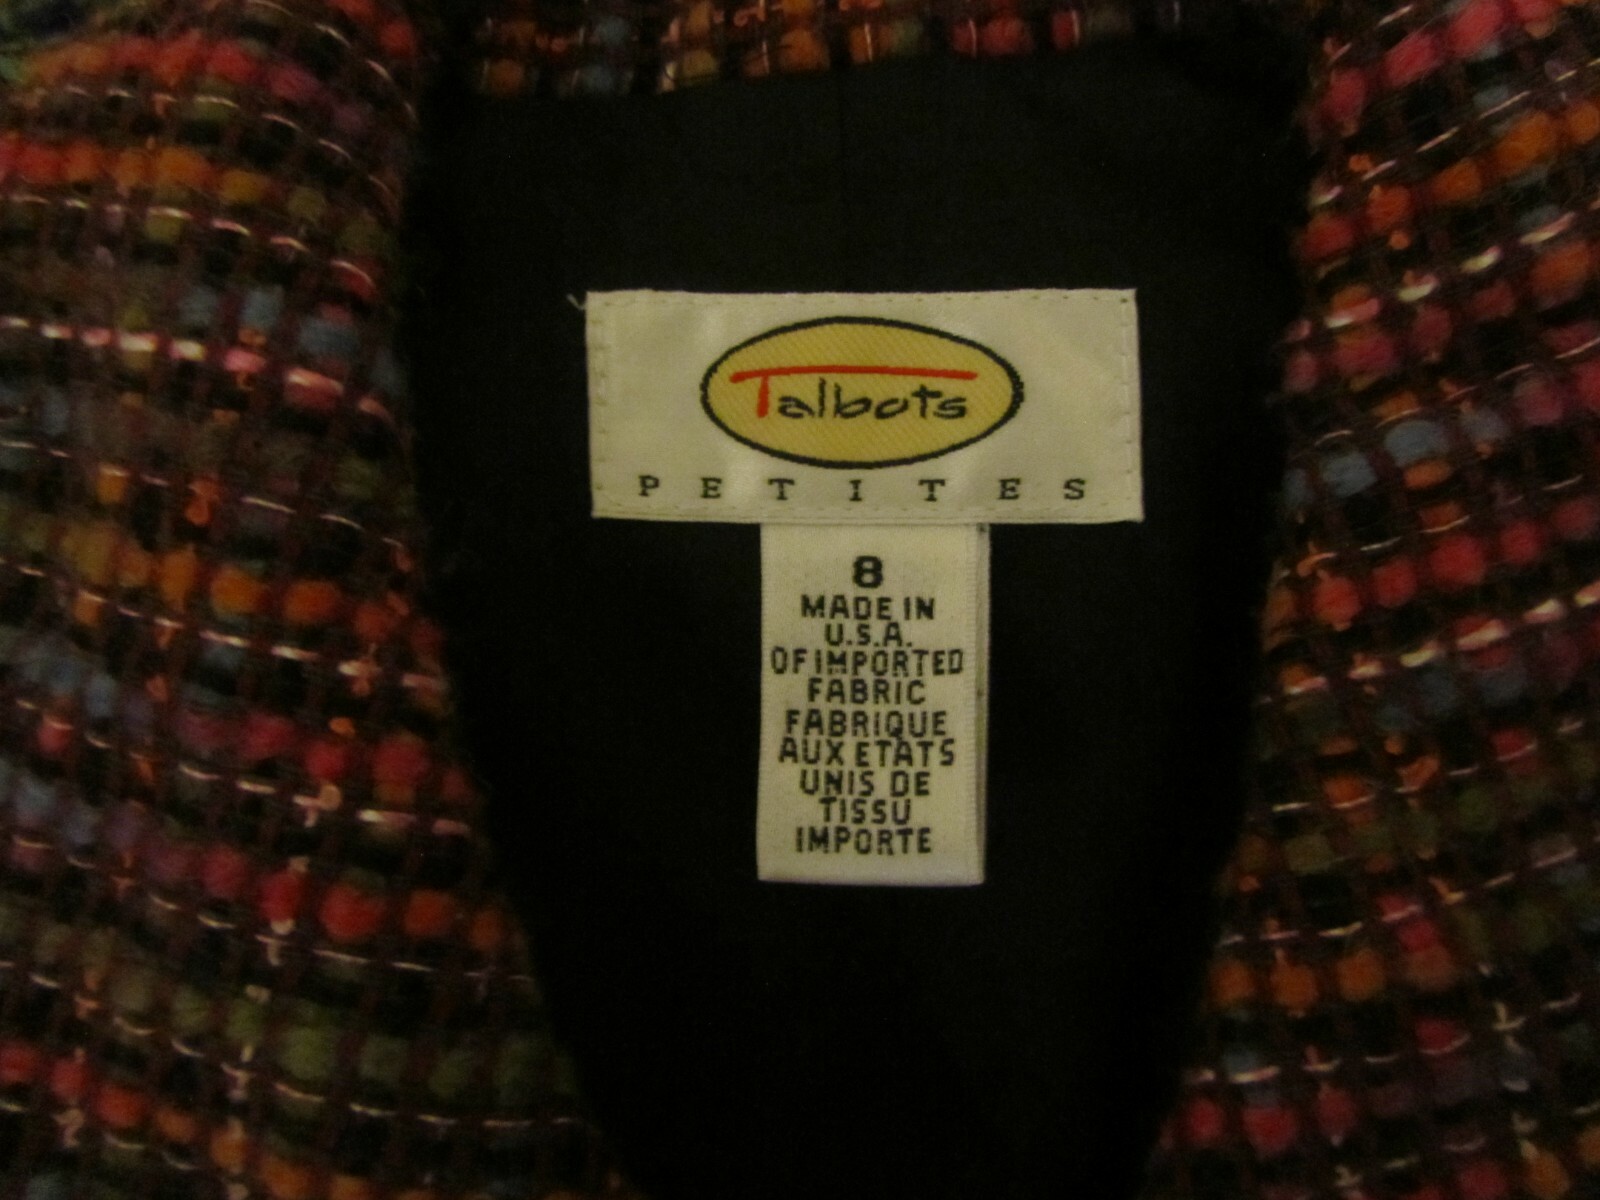 Talbots
PETITES
8
MADE IN
U.S.A.
OF IMPORTED
FABRIC
FABRIQUE
AUX ETATS
UNIS DE
TISSU
IMPORTE